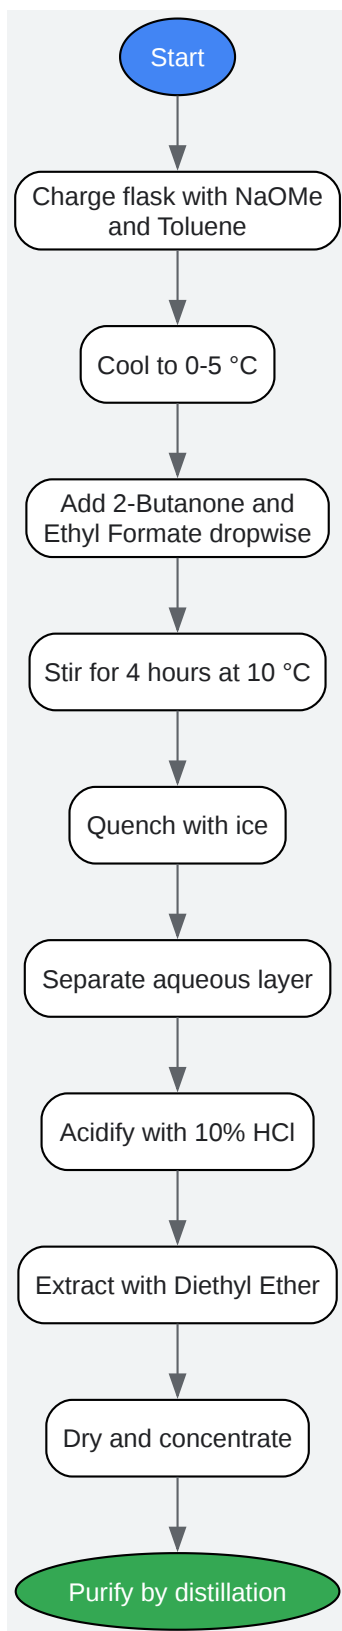 Start
Charge flask with NaOMe
and Toluene
Cool to 0-5 °C
Add 2-Butanone and
Ethyl Formate dropwise
Stir for 4 hours at 10 °C
Quench with ice
Separate aqueous layer
Acidify with 10% HCl
Extract with Diethyl Ether
Dry and concentrate
Purify by distillation